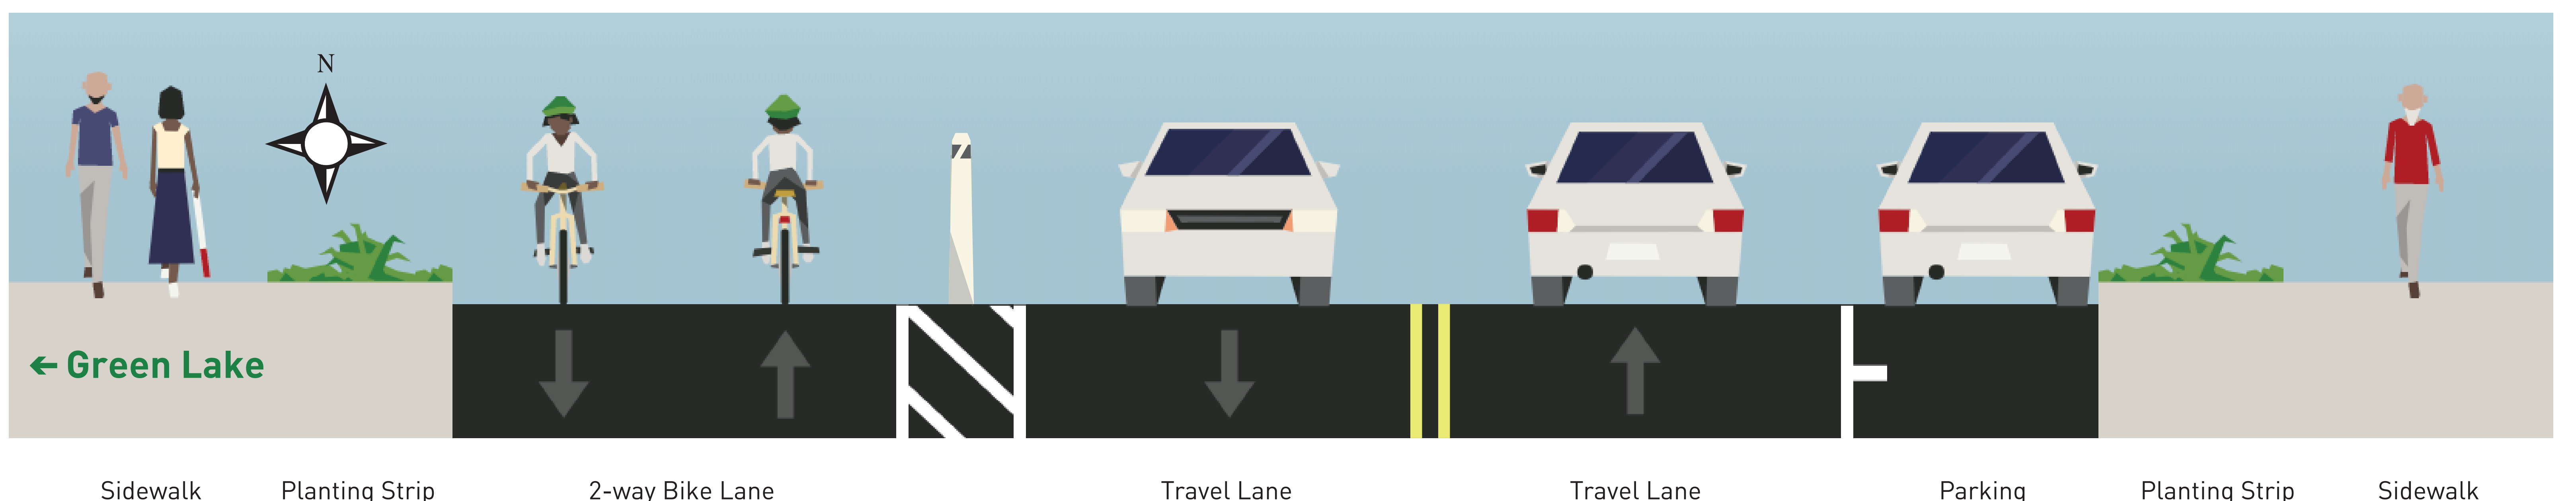 N
← Green Lake
Sidewalk
Planting Strip
2-way Bike Lane
Travel Lane
Travel Lane
Parking
Planting Strip
Sidewalk